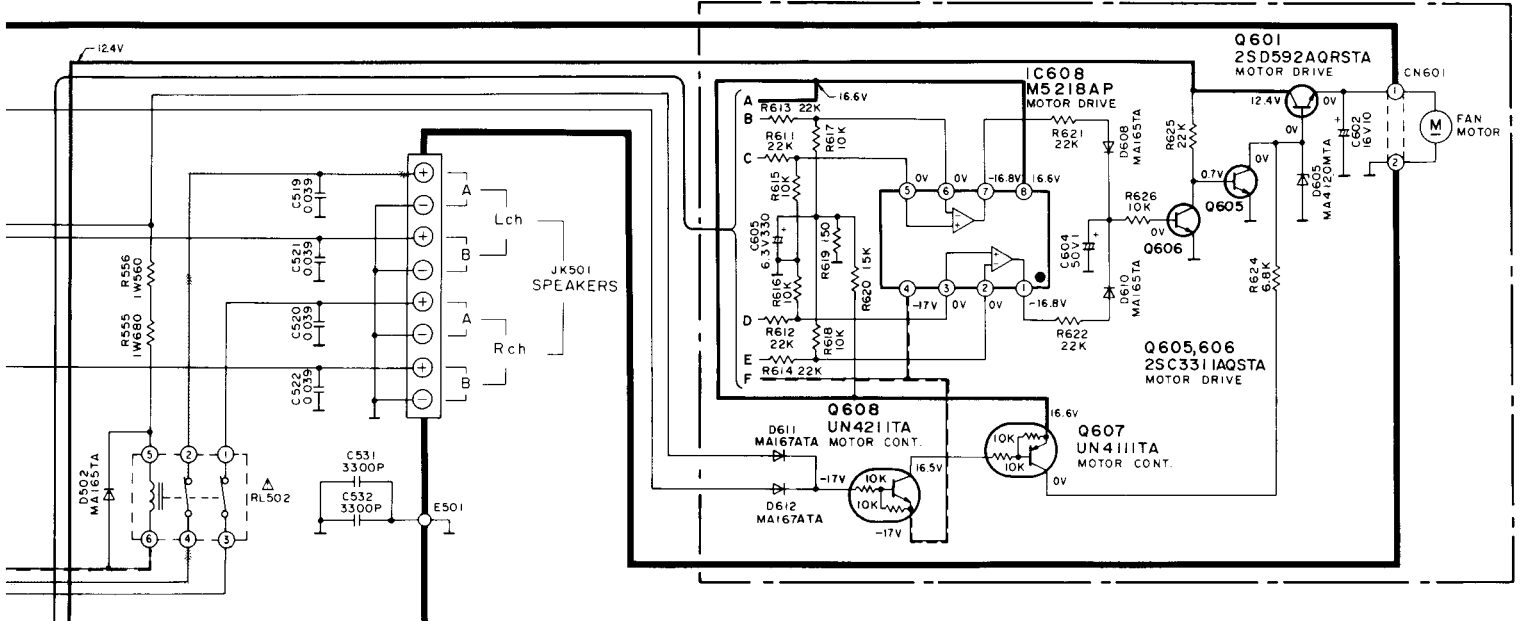 12.4V
C519
0.039
C521
0.039
C520
0.039
C522
0.039
R556
1W560
R555
1W680
+
−
+
−
+
−
+
−
A
B
A
B
Lch
Rch
JK501
SPEAKERS
D502
MA165TA
5
2
1
6
4
3
RL502
C531
3300P
C532
3300P
E501
A
B
C
D
E
F
-16.6V
R613 22K
R611
22K
R617
10K
R615
10K
C605
6.3V330
R619 150
R620 15K
R616
10K
R612
22K
R618
10K
R614 22K
IC608
M5218AP
MOTOR DRIVE
5
0V
6
0V
7
-16.8V
8
16.6V
4
-17V
3
0V
2
0V
1
-16.8V
R621
22K
D608
MA165TA
C604
50V1
R626
10K
D610
MA165TA
R622
22K
0V
Q606
R625
22K
0.7V
0V
Q605
Q601
2SD592AQRSTA
MOTOR DRIVE
12.4V
0V
0V
D605
MA4120MTA
C602
16V10
CN601
1
2
M
FAN
MOTOR
R624
6.8K
Q605,606
2SC3311AQSTA
MOTOR DRIVE
Q608
UN4211TA
MOTOR CONT.
D611
MA167ATA
D612
MA167ATA
-17V
10K
10K
16.5V
-17V
16.6V
10K
10K
0V
Q607
UN4111TA
MOTOR CONT.